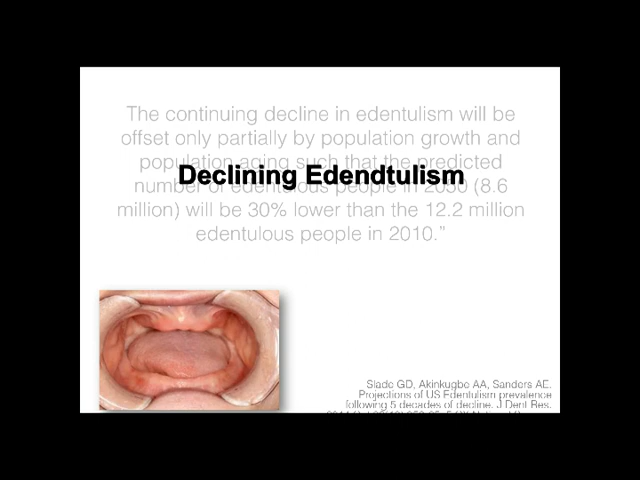 The continuing decline in edentulism will be
offset only partially by population growth and
population aging such that the predicted
Declining Edendtulism
number of edentulous people in 2050 (8.6
million) will be 30% lower than the 12.2 million
edentulous people in 2010."
Slade GD, Akinkugbe AA, Sanders AE.
Projections of US Edentulism prevalence
following 5 decades of decline. J Dent Res.